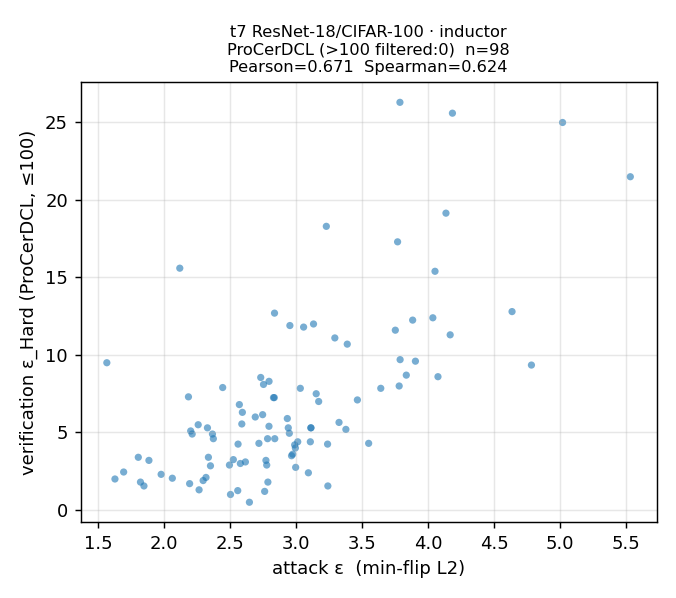 t7 ResNet-18/CIFAR-100 · inductor
ProCerDCL (>100 filtered:0)  n=98
Pearson=0.671  Spearman=0.624
verification ε_Hard (ProCerDCL, ≤100)
25
20
15
10
5
0
1.5 2.0 2.5 3.0 3.5 4.0 4.5 5.0 5.5
attack ε  (min-flip L2)